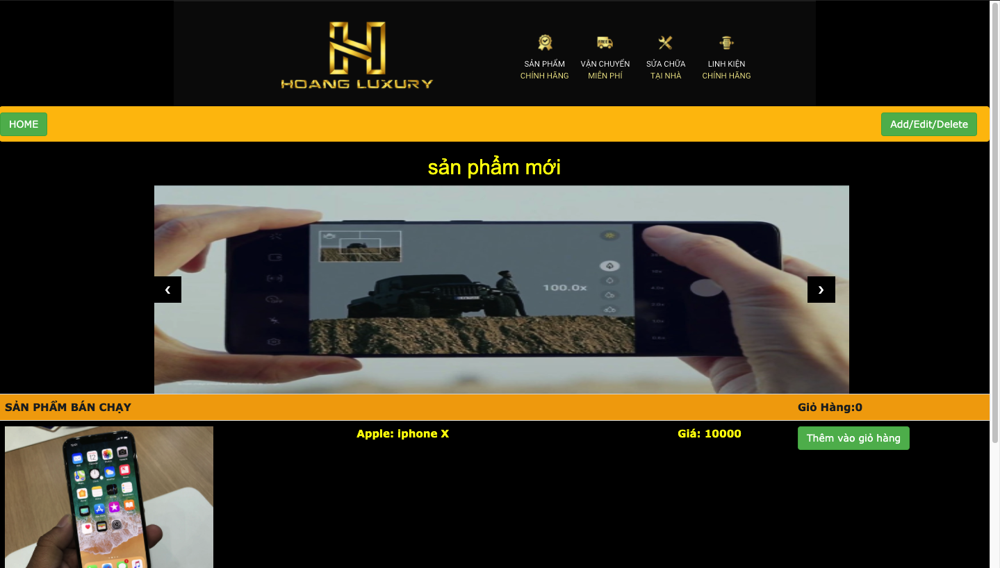 HOANG LUXURY
SẢN PHẨM
CHÍNH HÃNG
FREE
VẬN CHUYỂN
MIỄN PHÍ
SỬA CHỮA
TẠI NHÀ
LINH KIỆN
CHÍNH HÃNG
HOME
Add/Edit/Delete
sản phẩm mới
100.0x
❮
❯
SẢN PHẨM BÁN CHẠY
Giỏ Hàng:0
Apple: iphone X
Giá: 10000
Thêm vào giỏ hàng